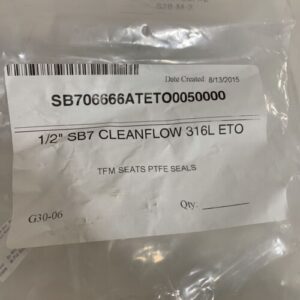 Date Created: 8/13/2015
SB706666ATETO0050000
1/2" SB7 CLEANFLOW 316L ETO
TFM SEATS PTFE SEALS
G30-06 Qty: